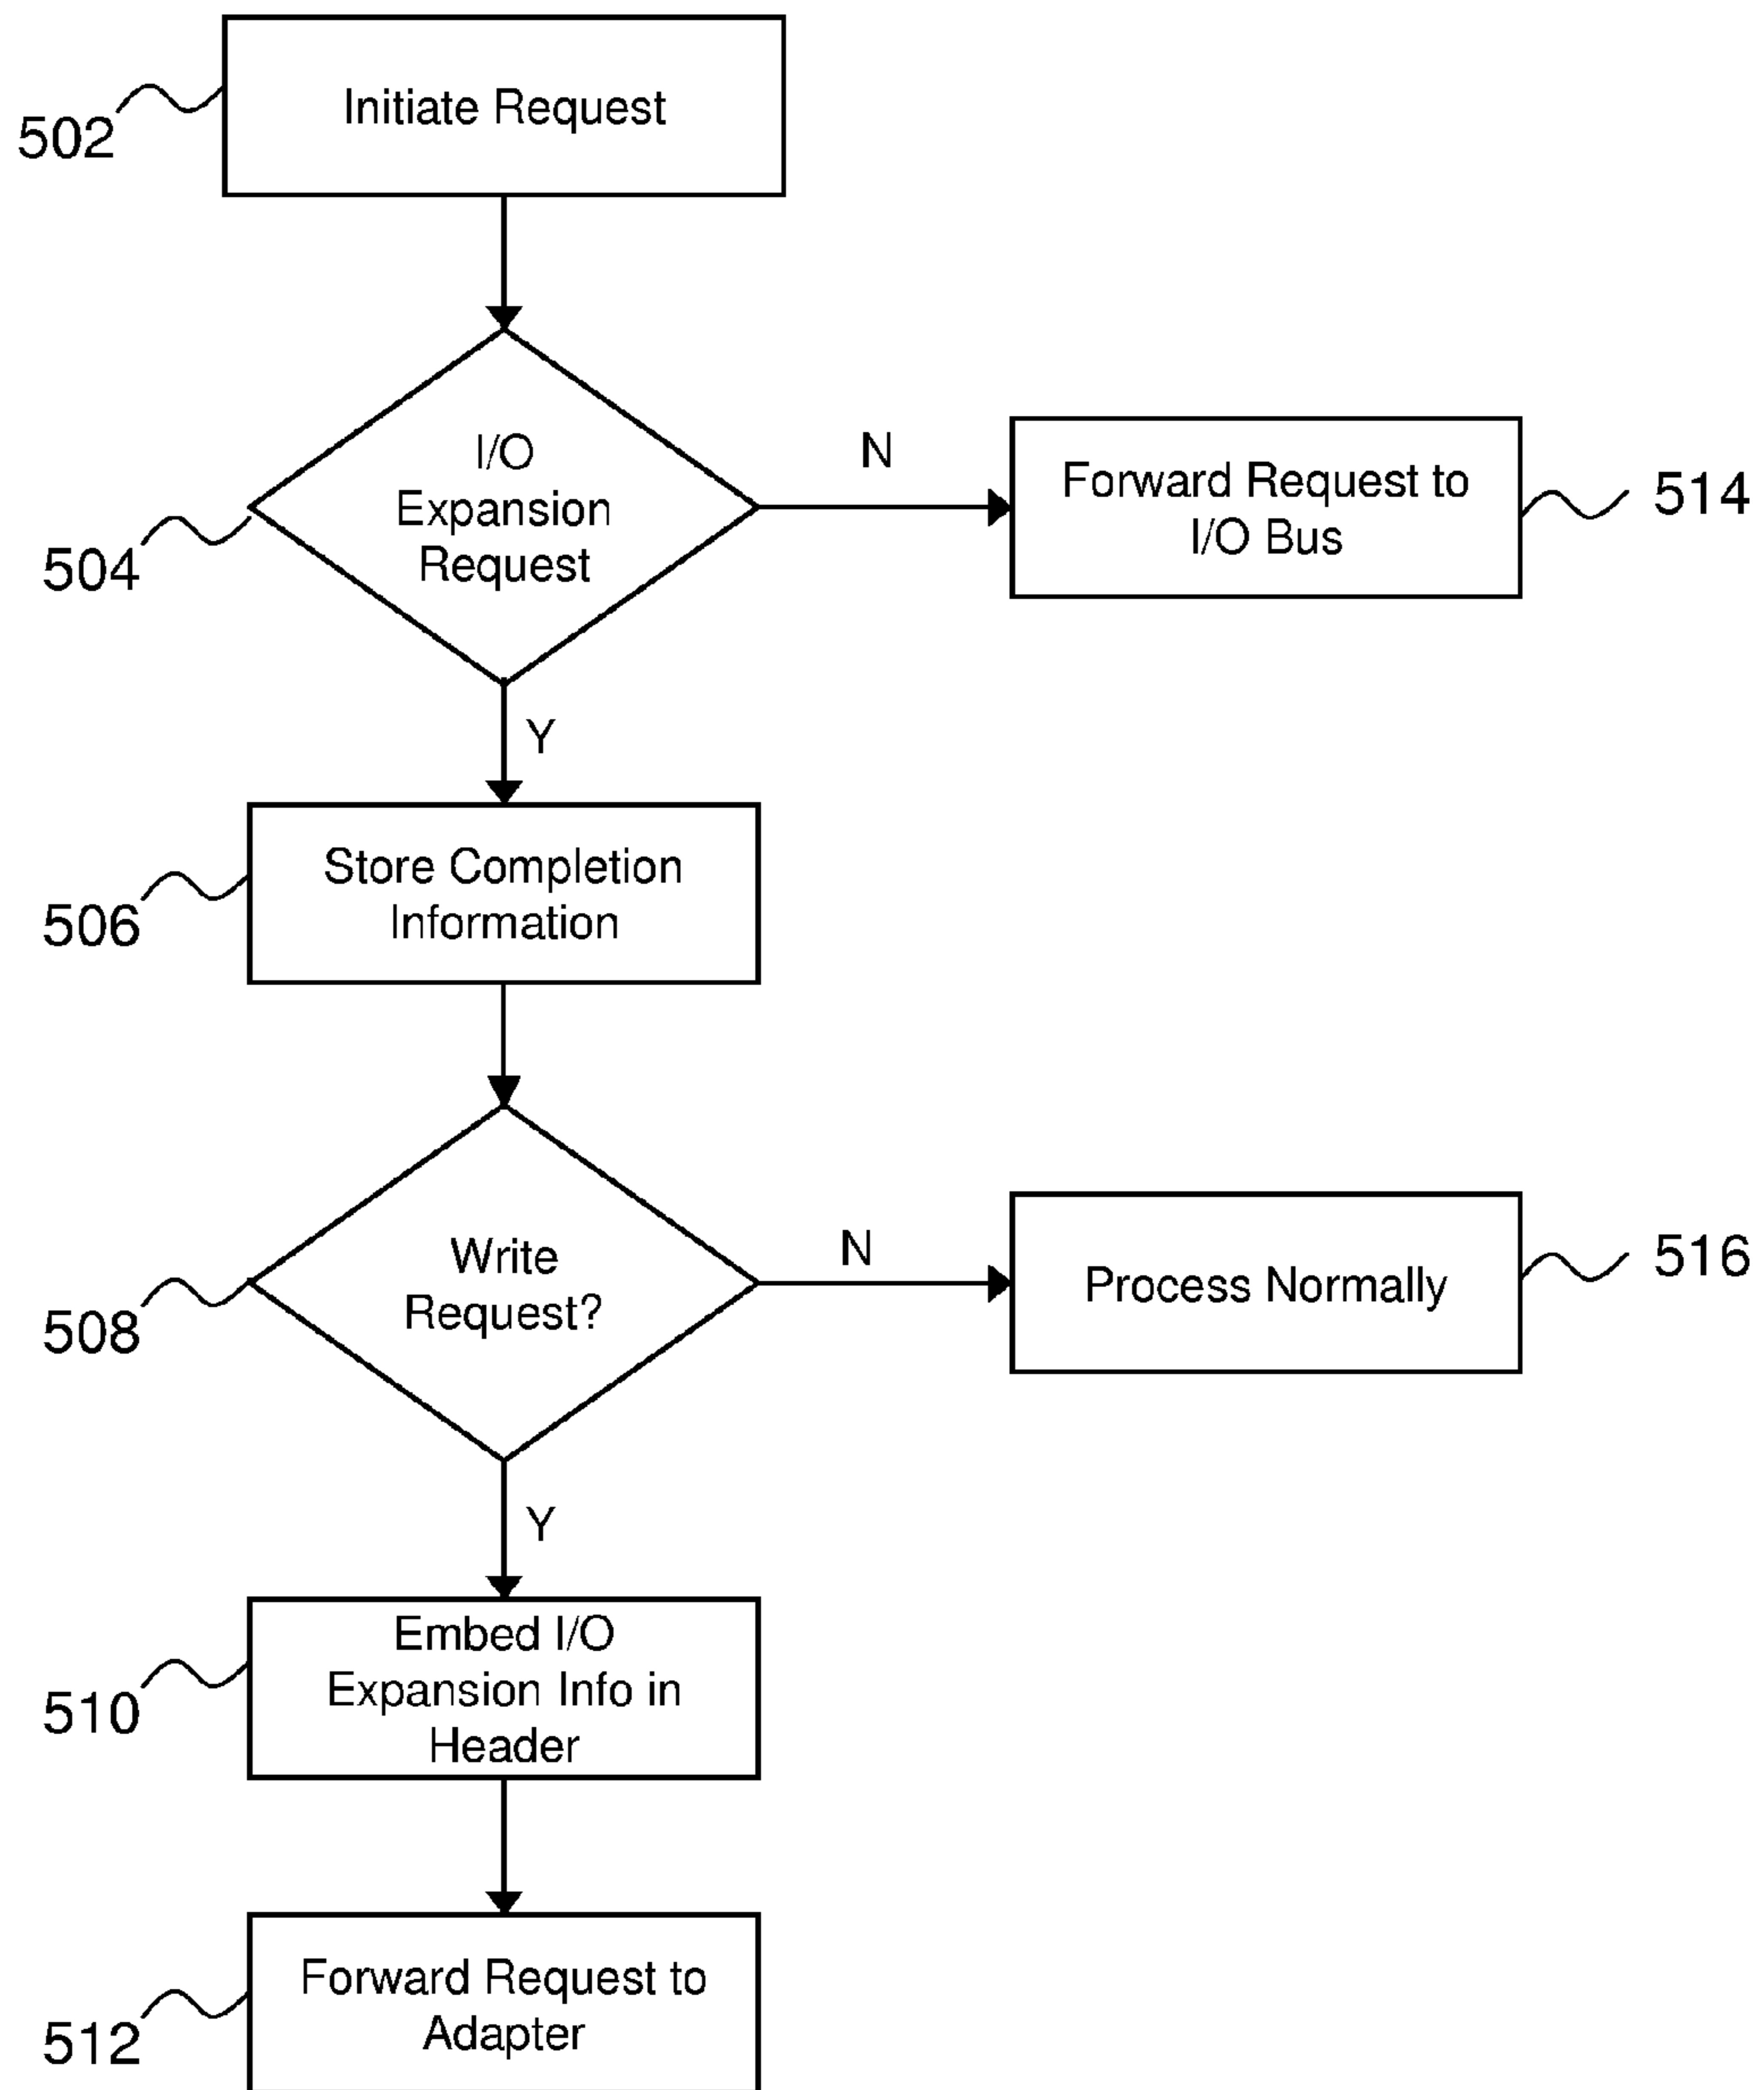 Initiate Request
502
I/O
Expansion
Request
504
N
Forward Request to
I/O Bus
514
Y
Store Completion
Information
506
Write
Request?
508
N
Process Normally
516
Y
Embed I/O
Expansion Info in
Header
510
Forward Request to
Adapter
512